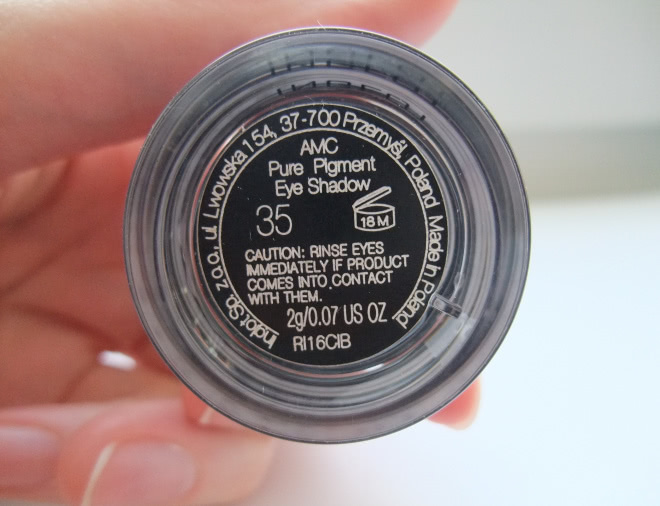 Inglot Sp. z o.o., ul. Lwowska 154, 37-700 Przemyśl, Poland Made in Poland
AMC
Pure Pigment
Eye Shadow
35
18M
CAUTION: RINSE EYES
IMMEDIATELY IF PRODUCT
COMES INTO CONTACT
WITH THEM.
2g/0.07 US OZ
RI16CIB